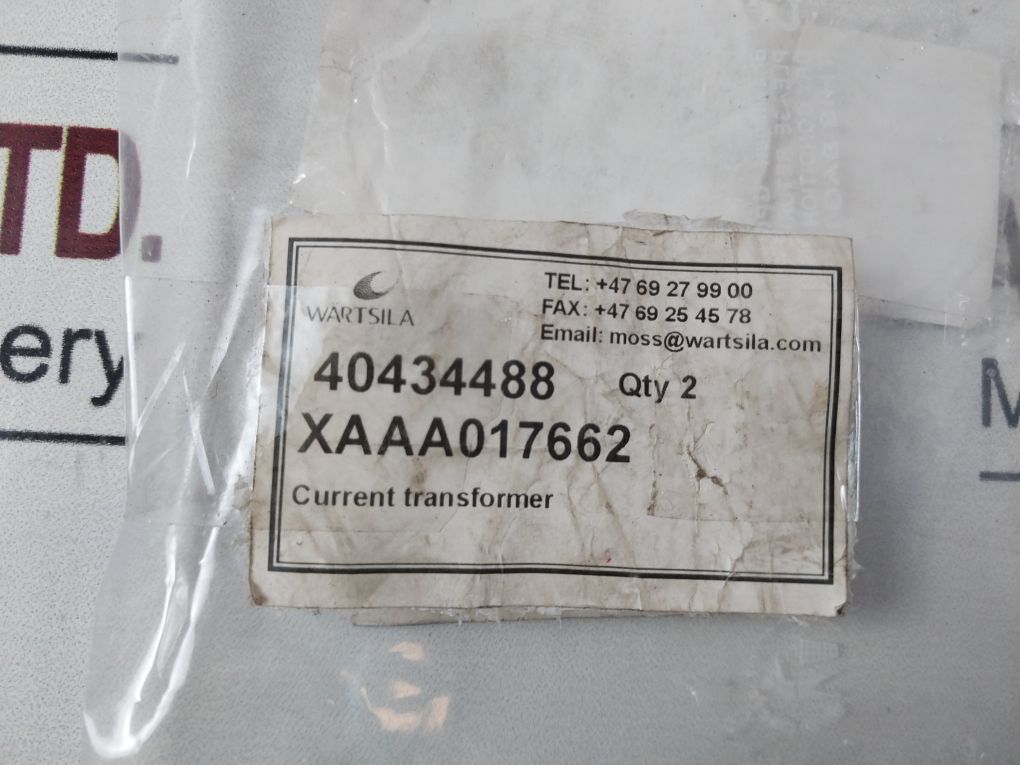 TD.
ery
WARTSILA
TEL: +47 69 27 99 00
FAX: +47 69 25 45 78
Email: moss@wartsila.com
40434488 Qty 2
XAAA017662
Current transformer
M